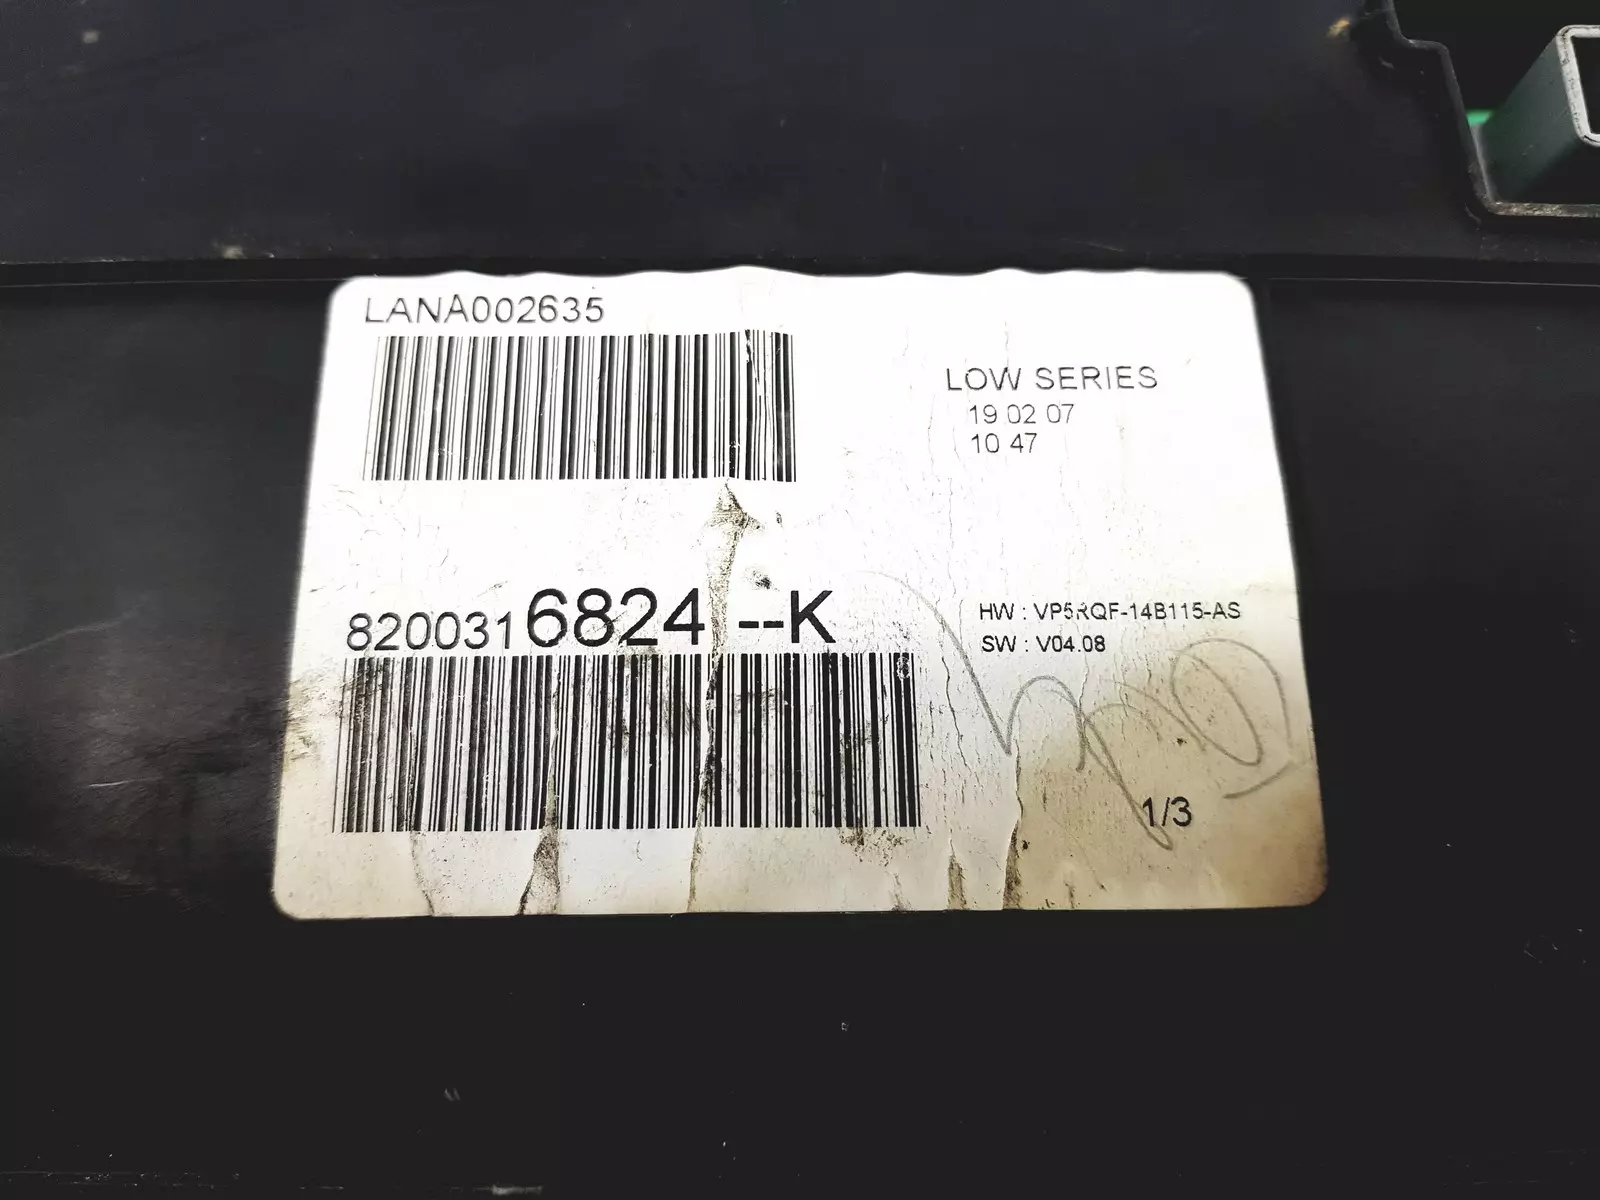 LANA002635
LOW SERIES
19 02 07
10 47
8200316824--K
HW : VP5RQF-14B115-AS
SW : V04.08
1/3